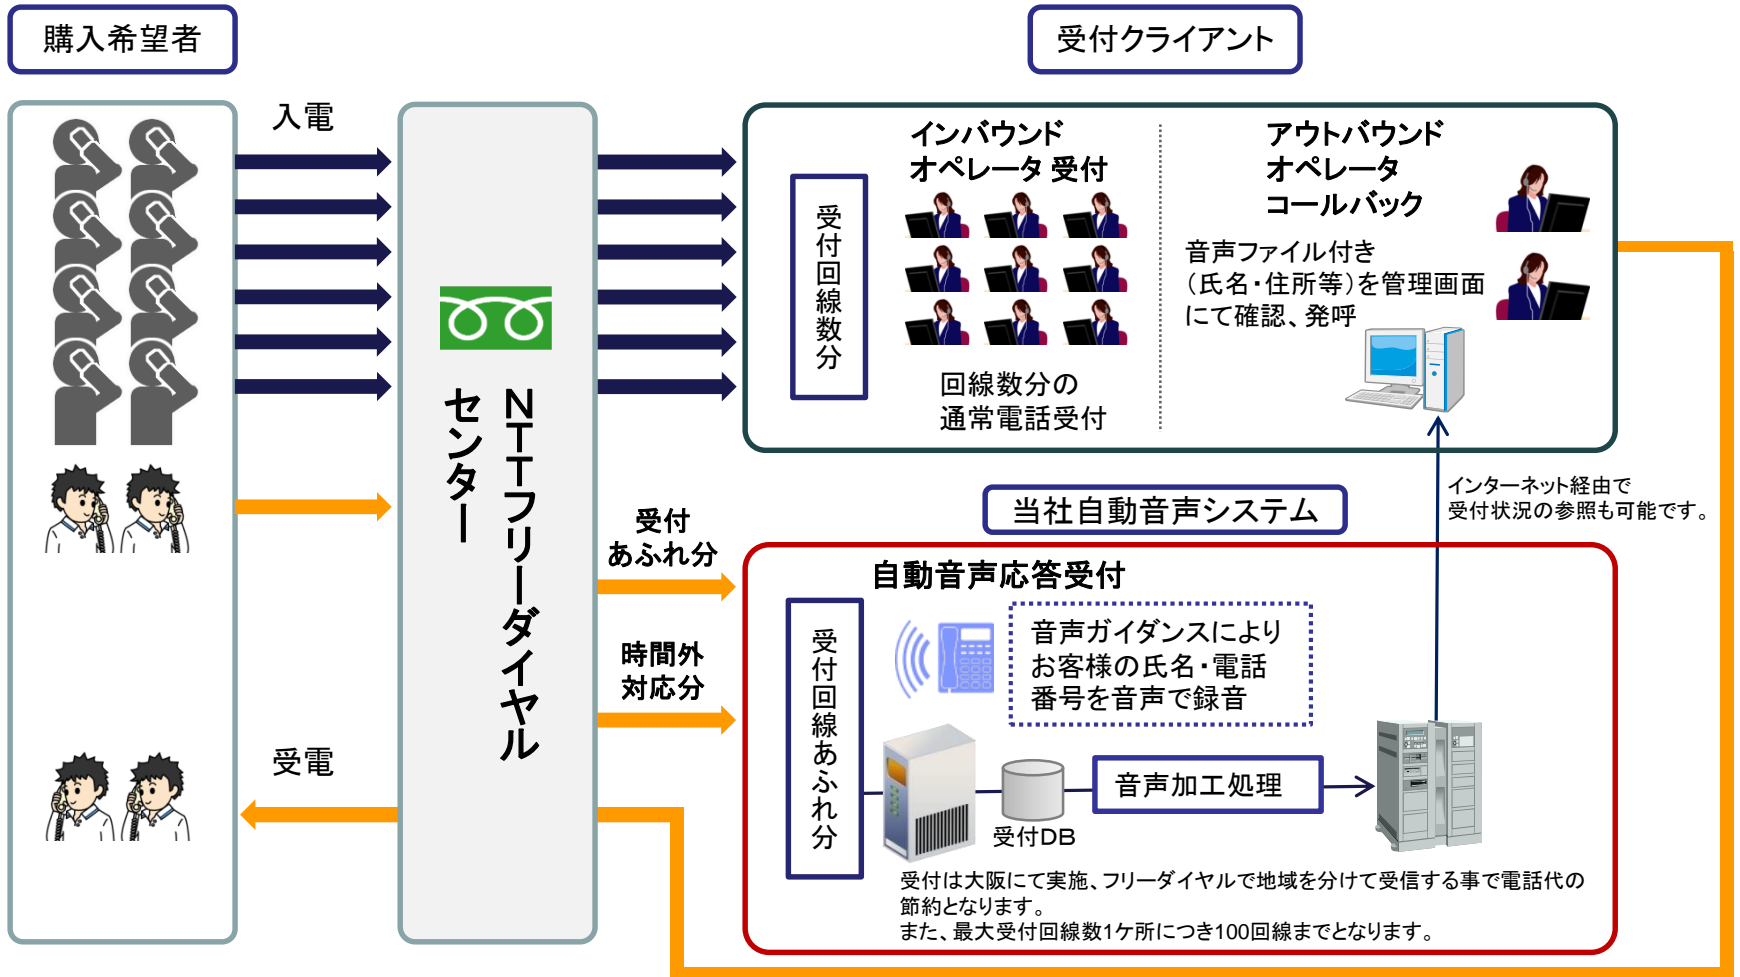 購入希望者
受付クライアント
入電
インバウンド
オペレータ 受付
受付回線数分
回線数分の
通常電話受付
アウトバウンド
オペレータ
コールバック
音声ファイル付き
（氏名・住所等）を管理画面
にて確認、発呼
NTTフリーダイヤル
センター
インターネット経由で
受付状況の参照も可能です。
当社自動音声システム
受付
あふれ分
時間外
対応分
自動音声応答受付
受付回線あふれ分
音声ガイダンスにより
お客様の氏名・電話
番号を音声で録音
受電
受付DB
音声加工処理
受付は大阪にて実施、フリーダイヤルで地域を分けて受信する事で電話代の
節約となります。
また、最大受付回線数1ケ所につき100回線までとなります。